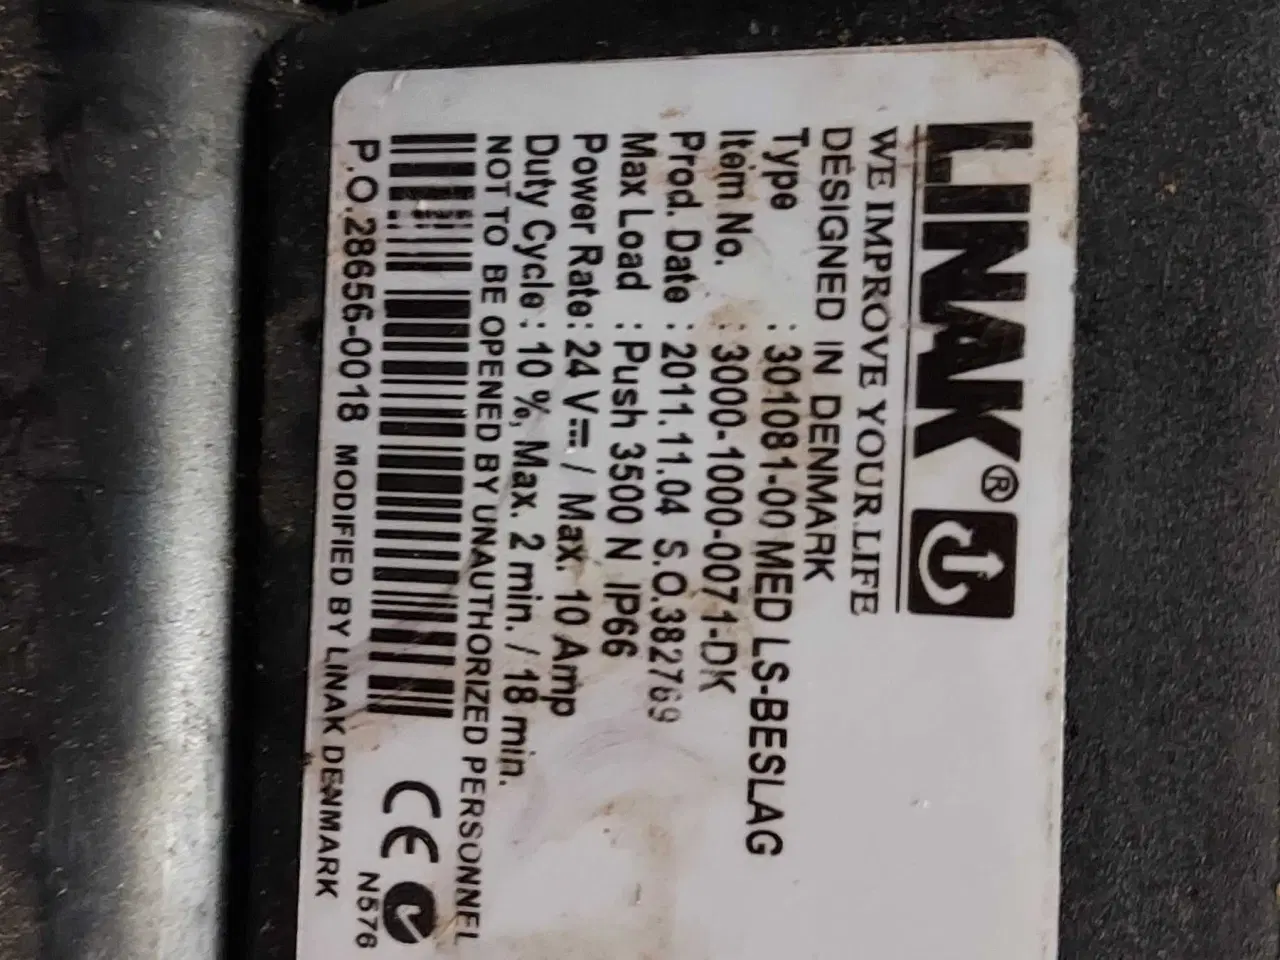 LINAK®
WE IMPROVE YOUR LIFE
DESIGNED IN DENMARK
Type : 301081-00 MED LS-BESLAG
Item No. : 3000-1000-0071-DK
Prod. Date : 2011.11.04 S.O.382769
Max Load : Push 3500 N IP66
Power Rate : 24 V⎓ / Max. 10 Amp
Duty Cycle : 10 %, Max. 2 min. / 18 min.
NOT TO BE OPENED BY UNAUTHORIZED PERSONNEL
CE
N576
P.O.28656-0018 MODIFIED BY LINAK DENMARK